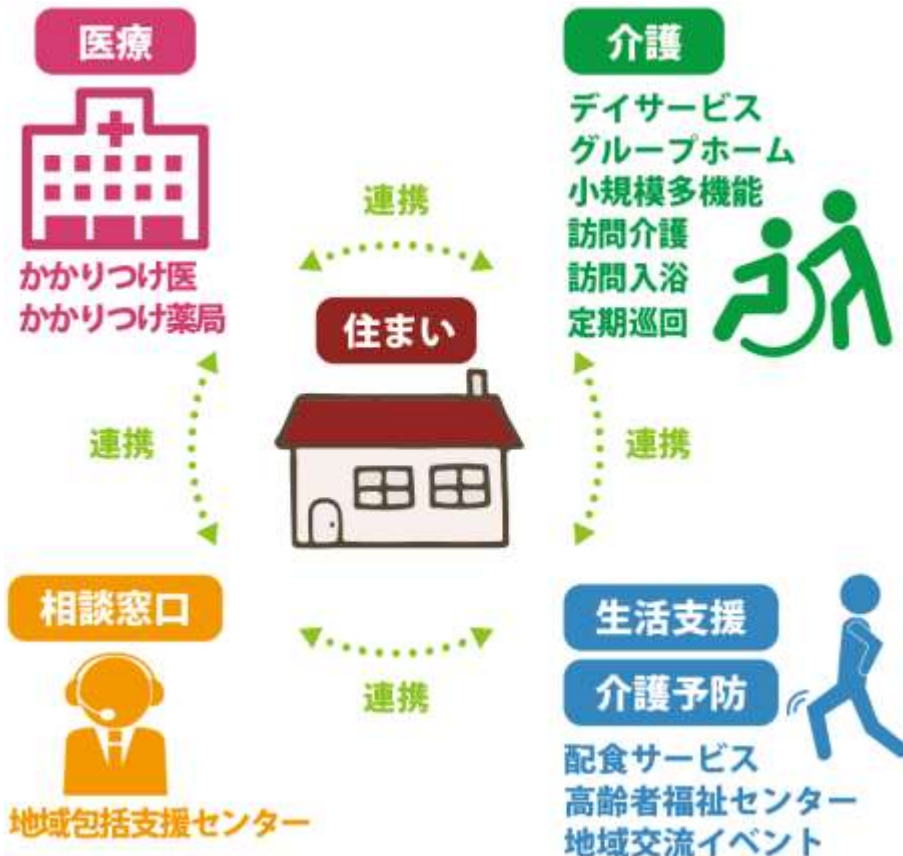 医療
かかりつけ医
かかりつけ薬局
介護
デイサービス
グループホーム
小規模多機能
訪問介護
訪問入浴
定期巡回
連携
住まい
連携
連携
相談窓口
地域包括支援センター
連携
生活支援
介護予防
配食サービス
高齢者福祉センター
地域交流イベント